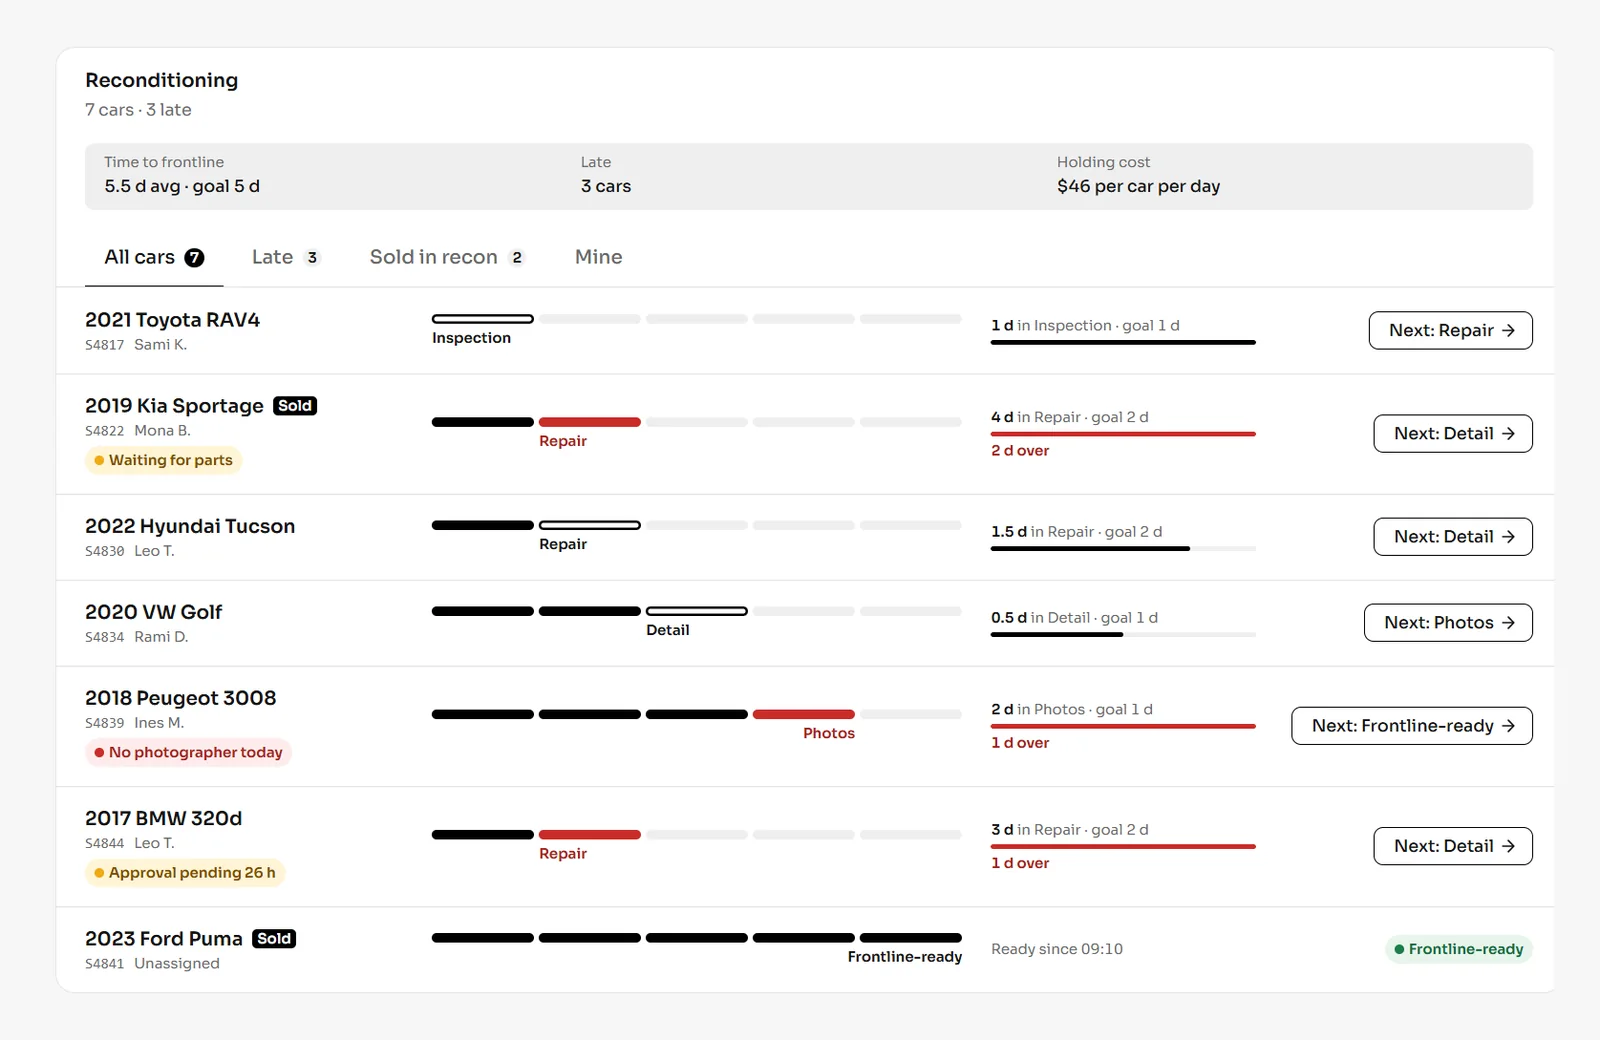 Reconditioning
7 cars · 3 late
Time to frontline
5.5 d avg · goal 5 d
Late
3 cars
Holding cost
$46 per car per day
All cars 7
Late 3
Sold in recon 2
Mine
2021 Toyota RAV4
S4817 Sami K.
Inspection
1 d in Inspection · goal 1 d
Next: Repair →
2019 Kia Sportage Sold
S4822 Mona B.
Waiting for parts
Repair
4 d in Repair · goal 2 d
2 d over
Next: Detail →
2022 Hyundai Tucson
S4830 Leo T.
Repair
1.5 d in Repair · goal 2 d
Next: Detail →
2020 VW Golf
S4834 Rami D.
Detail
0.5 d in Detail · goal 1 d
Next: Photos →
2018 Peugeot 3008
S4839 Ines M.
No photographer today
Photos
2 d in Photos · goal 1 d
1 d over
Next: Frontline-ready →
2017 BMW 320d
S4844 Leo T.
Approval pending 26 h
Repair
3 d in Repair · goal 2 d
1 d over
Next: Detail →
2023 Ford Puma Sold
S4841 Unassigned
Frontline-ready
Ready since 09:10
Frontline-ready